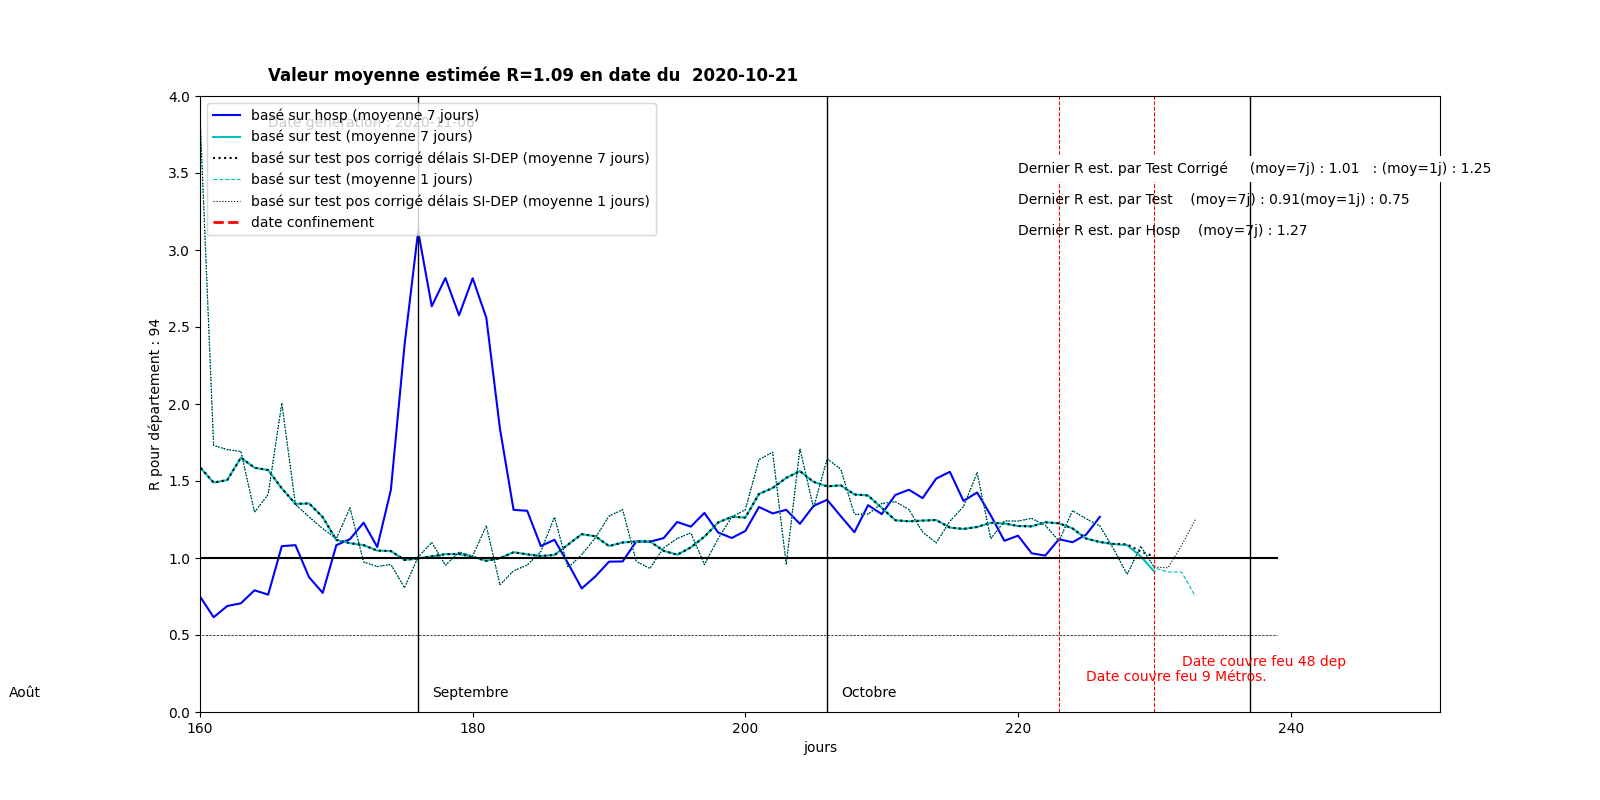 Valeur moyenne estimée R=1.09 en date du  2020-10-21
Date génération : 2020-11-06
basé sur hosp (moyenne 7 jours)
basé sur test (moyenne 7 jours)
basé sur test pos corrigé délais SI-DEP (moyenne 7 jours)
basé sur test (moyenne 1 jours)
basé sur test pos corrigé délais SI-DEP (moyenne 1 jours)
date confinement
Dernier R est. par Test Corrigé     (moy=7j) : 1.01   : (moy=1j) : 1.25
Dernier R est. par Test    (moy=7j) : 0.91(moy=1j) : 0.75
Dernier R est. par Hosp    (moy=7j) : 1.27
4.0
3.5
3.0
2.5
2.0
1.5
1.0
0.5
0.0
R pour département : 94
Date couvre feu 48 dep
Date couvre feu 9 Métros.
Août
Septembre
Octobre
160
180
200
220
240
jours